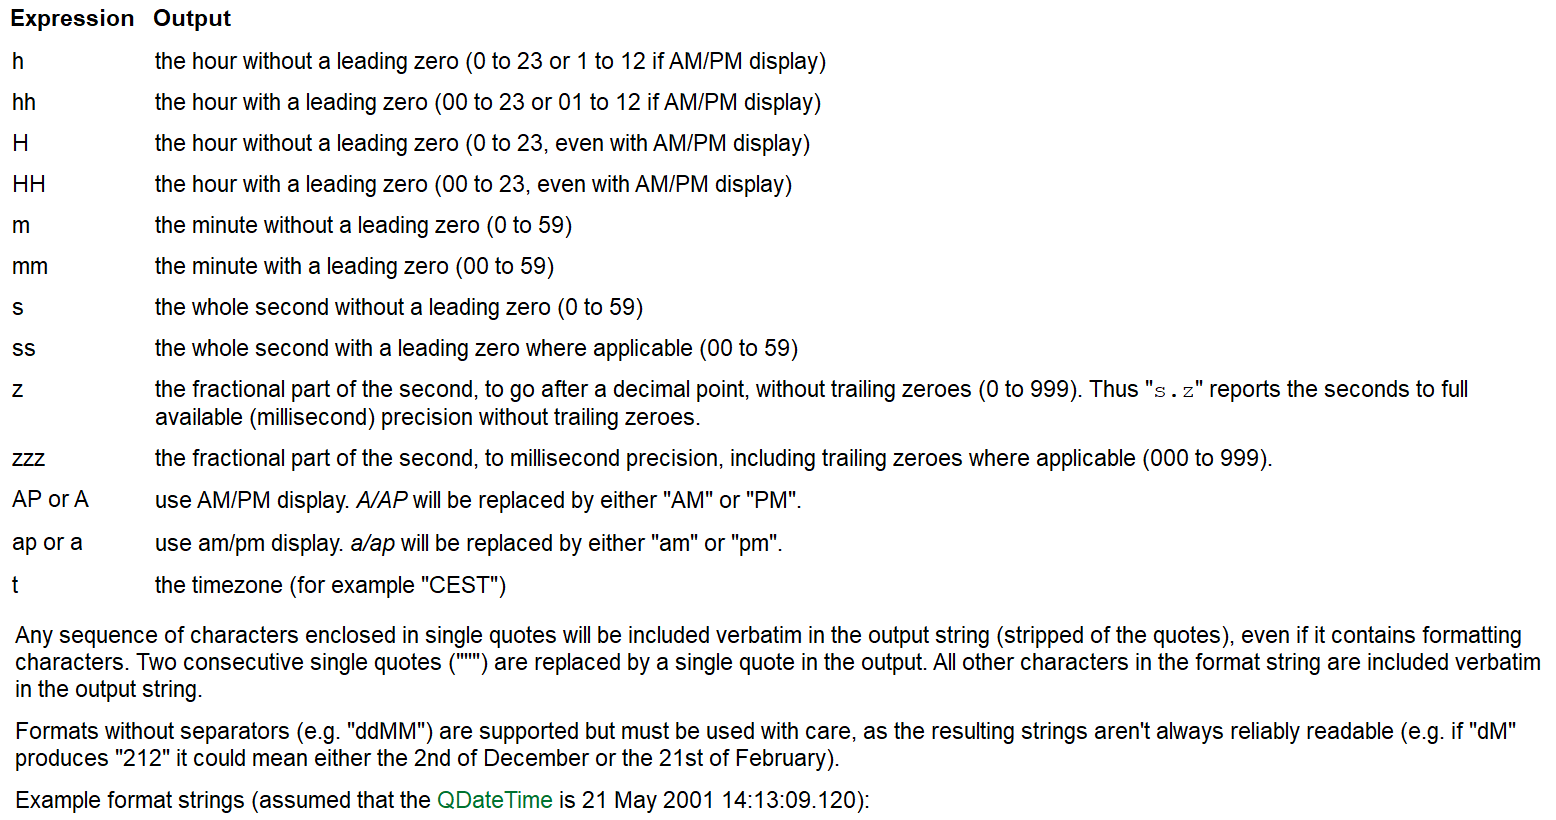 Expression Output
h the hour without a leading zero (0 to 23 or 1 to 12 if AM/PM display)
hh the hour with a leading zero (00 to 23 or 01 to 12 if AM/PM display)
H the hour without a leading zero (0 to 23, even with AM/PM display)
HH the hour with a leading zero (00 to 23, even with AM/PM display)
m the minute without a leading zero (0 to 59)
mm the minute with a leading zero (00 to 59)
s the whole second without a leading zero (0 to 59)
ss the whole second with a leading zero where applicable (00 to 59)
z the fractional part of the second, to go after a decimal point, without trailing zeroes (0 to 999). Thus "s.z" reports the seconds to full
available (millisecond) precision without trailing zeroes.
zzz the fractional part of the second, to millisecond precision, including trailing zeroes where applicable (000 to 999).
AP or A use AM/PM display. A/AP will be replaced by either "AM" or "PM".
ap or a use am/pm display. a/ap will be replaced by either "am" or "pm".
t the timezone (for example "CEST")
Any sequence of characters enclosed in single quotes will be included verbatim in the output string (stripped of the quotes), even if it contains formatting
characters. Two consecutive single quotes ("''") are replaced by a single quote in the output. All other characters in the format string are included verbatim
in the output string.
Formats without separators (e.g. "ddMM") are supported but must be used with care, as the resulting strings aren't always reliably readable (e.g. if "dM"
produces "212" it could mean either the 2nd of December or the 21st of February).
Example format strings (assumed that the QDateTime is 21 May 2001 14:13:09.120):